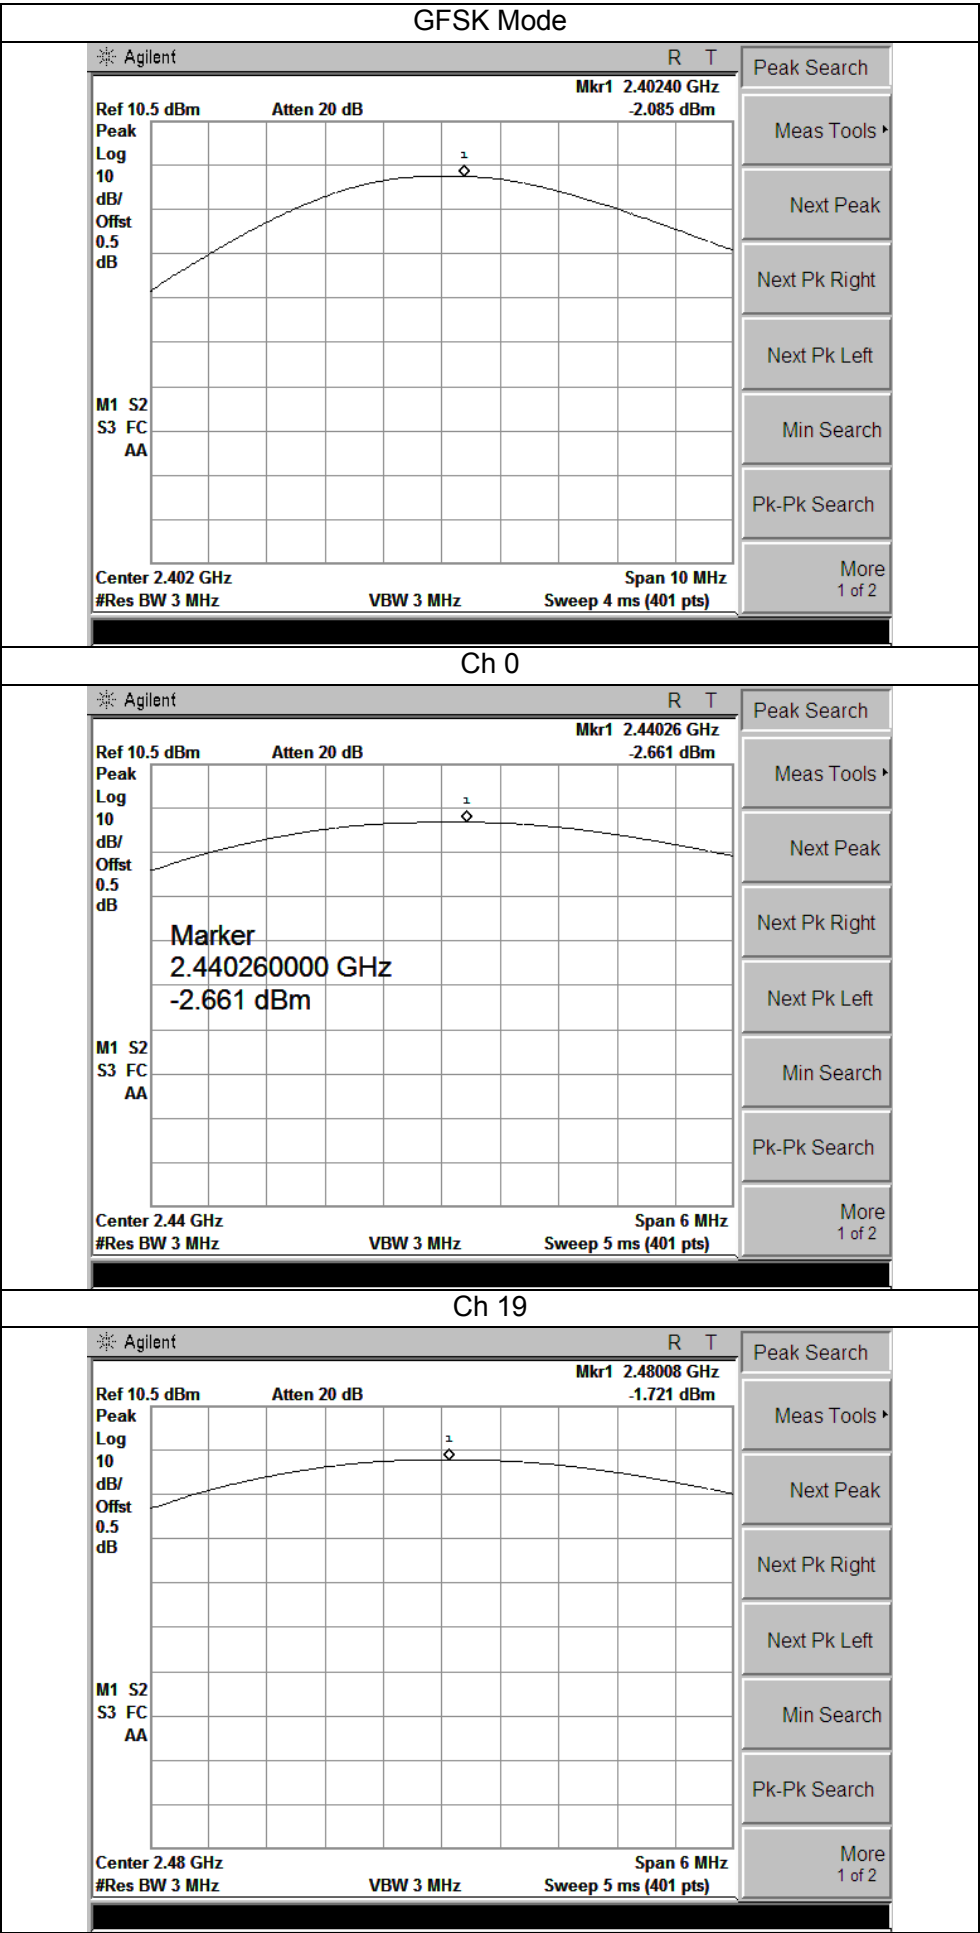 GFSK Mode
Agilent R T
Peak Search
Mkr1 2.40240 GHz
Ref 10.5 dBm Atten 20 dB -2.085 dBm
Peak
Log
10
dB/
Offst
0.5
dB
1
M1 S2
S3 FC
AA
Center 2.402 GHz Span 10 MHz
#Res BW 3 MHz VBW 3 MHz Sweep 4 ms (401 pts)
Meas Tools
Next Peak
Next Pk Right
Next Pk Left
Min Search
Pk-Pk Search
More
1 of 2
Ch 0
Agilent R T
Peak Search
Mkr1 2.44026 GHz
Ref 10.5 dBm Atten 20 dB -2.661 dBm
Peak
Log
10
dB/
Offst
0.5
dB
1
Marker
2.440260000 GHz
-2.661 dBm
M1 S2
S3 FC
AA
Center 2.44 GHz Span 6 MHz
#Res BW 3 MHz VBW 3 MHz Sweep 5 ms (401 pts)
Meas Tools
Next Peak
Next Pk Right
Next Pk Left
Min Search
Pk-Pk Search
More
1 of 2
Ch 19
Agilent R T
Peak Search
Mkr1 2.48008 GHz
Ref 10.5 dBm Atten 20 dB -1.721 dBm
Peak
Log
10
dB/
Offst
0.5
dB
1
M1 S2
S3 FC
AA
Center 2.48 GHz Span 6 MHz
#Res BW 3 MHz VBW 3 MHz Sweep 5 ms (401 pts)
Meas Tools
Next Peak
Next Pk Right
Next Pk Left
Min Search
Pk-Pk Search
More
1 of 2